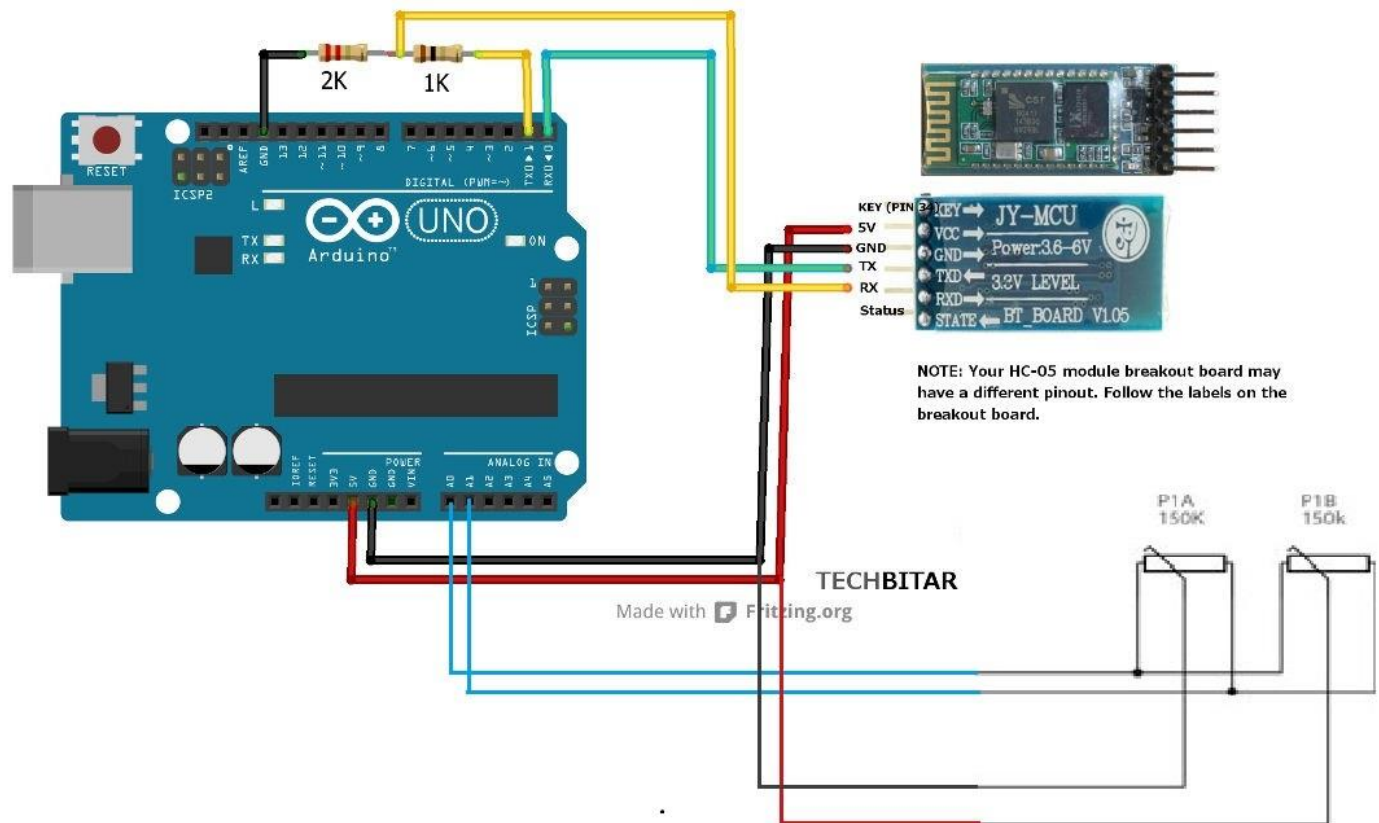 2K
1K
RESET
ICSP2
AREF
GND
13
12
~11
~10
~9
8
7
~6
~5
4
~3
2
TXD ▶ 1
RXD ◀ 0
DIGITAL (PWM=~)
L
TX
RX
UNO
Arduino™
ON
1
ICSP
IOREF
RESET
3V3
5V
GND
GND
VIN
POWER
ANALOG IN
A0
A1
A2
A3
A4
A5
KEY (PIN 34)
5V
GND
TX
RX
Status
KEY
VCC
GND
TXD
RXD
STATE
JY-MCU
Power:3.6-6V
3.3V LEVEL
BT_BOARD V1.05
NOTE: Your HC-05 module breakout board may
have a different pinout. Follow the labels on the
breakout board.
P1A
150K
P1B
150k
TECHBITAR
Made with Fritzing.org